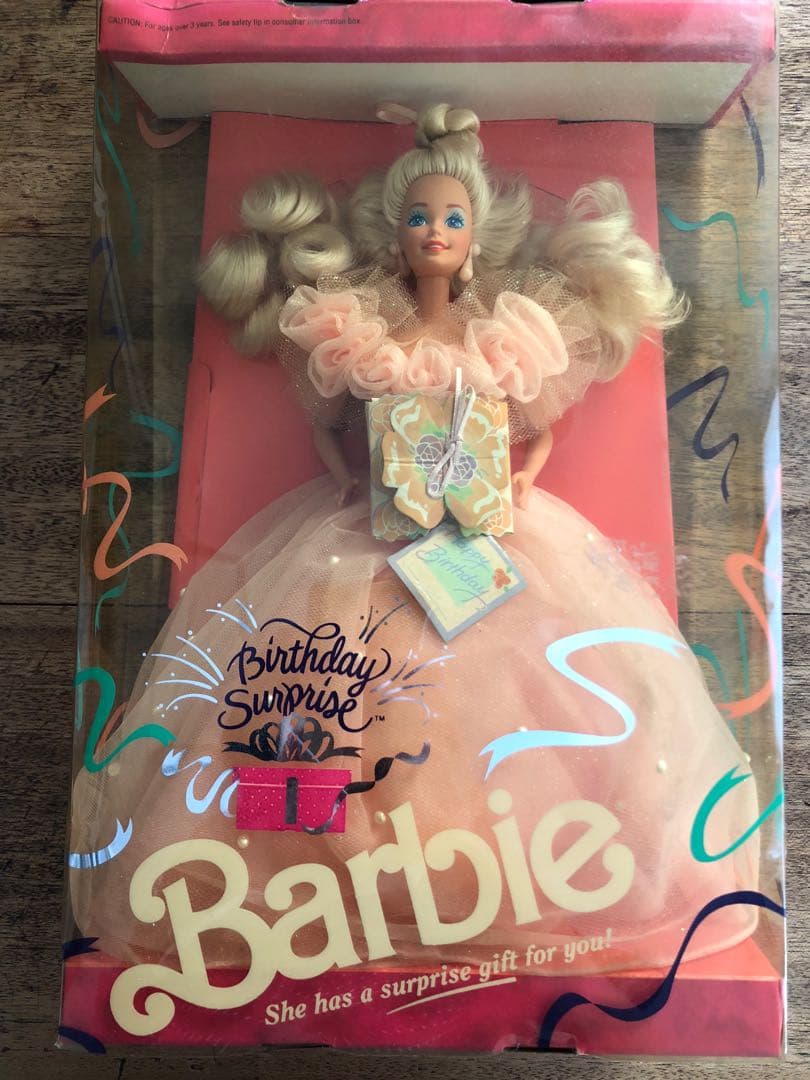 CAUTION: For ages over 3 years. See safety tip in consumer information box.
Happy
Birthday
Birthday
Surprise™
Barbie
She has a surprise gift for you!